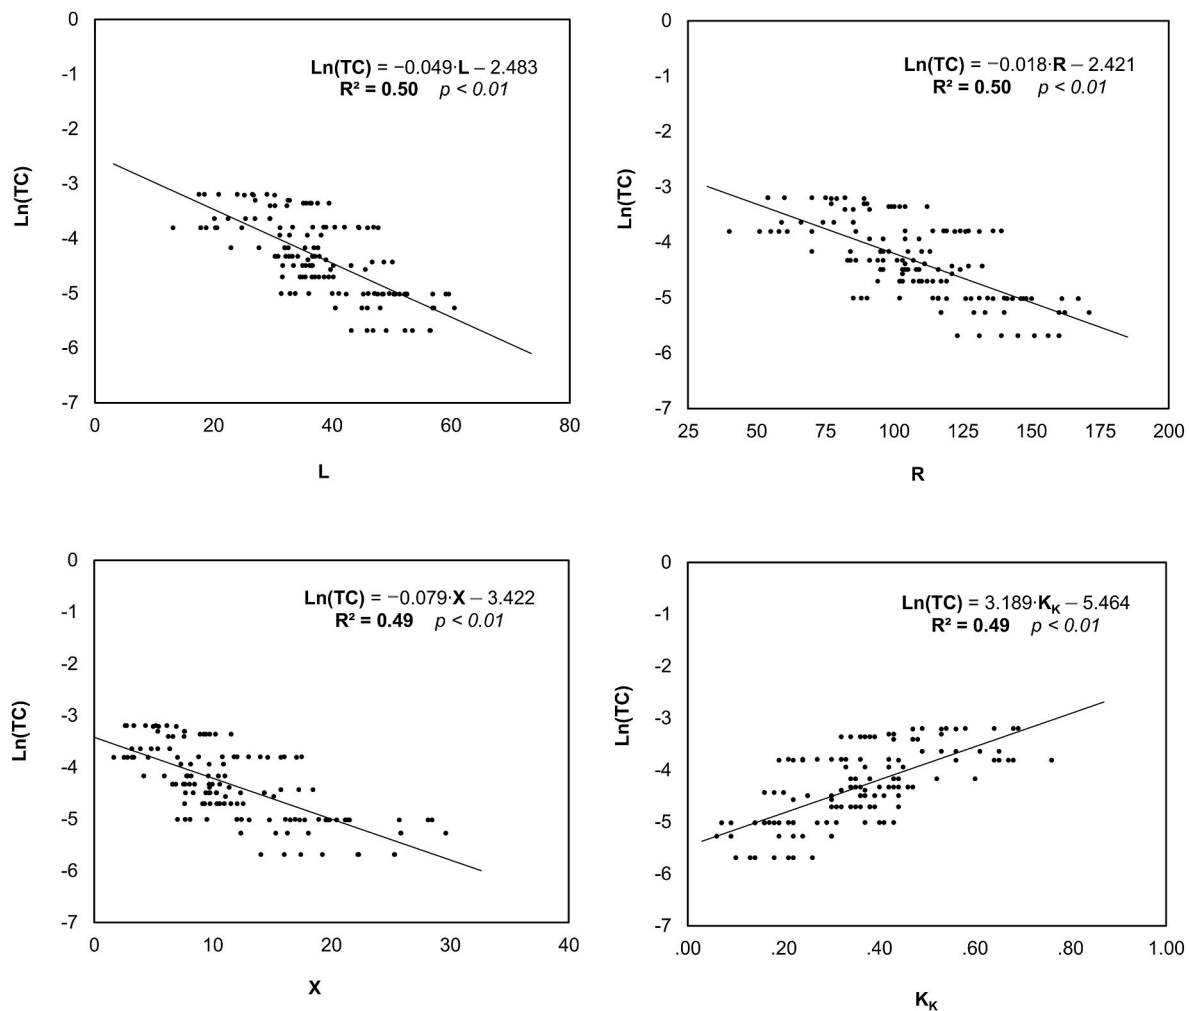 Ln(TC) = −0.049·L – 2.483
R² = 0.50 p < 0.01
0
-1
-2
-3
-4
-5
-6
-7
Ln(TC)
0 20 40 60 80
L
Ln(TC) = −0.018·R – 2.421
R² = 0.50 p < 0.01
0
-1
-2
-3
-4
-5
-6
-7
Ln(TC)
25 50 75 100 125 150 175 200
R
Ln(TC) = −0.079·X – 3.422
R² = 0.49 p < 0.01
0
-1
-2
-3
-4
-5
-6
-7
Ln(TC)
0 10 20 30 40
X
Ln(TC) = 3.189·K_K – 5.464
R² = 0.49 p < 0.01
0
-1
-2
-3
-4
-5
-6
-7
Ln(TC)
.00 .20 .40 .60 .80 1.00
K_K